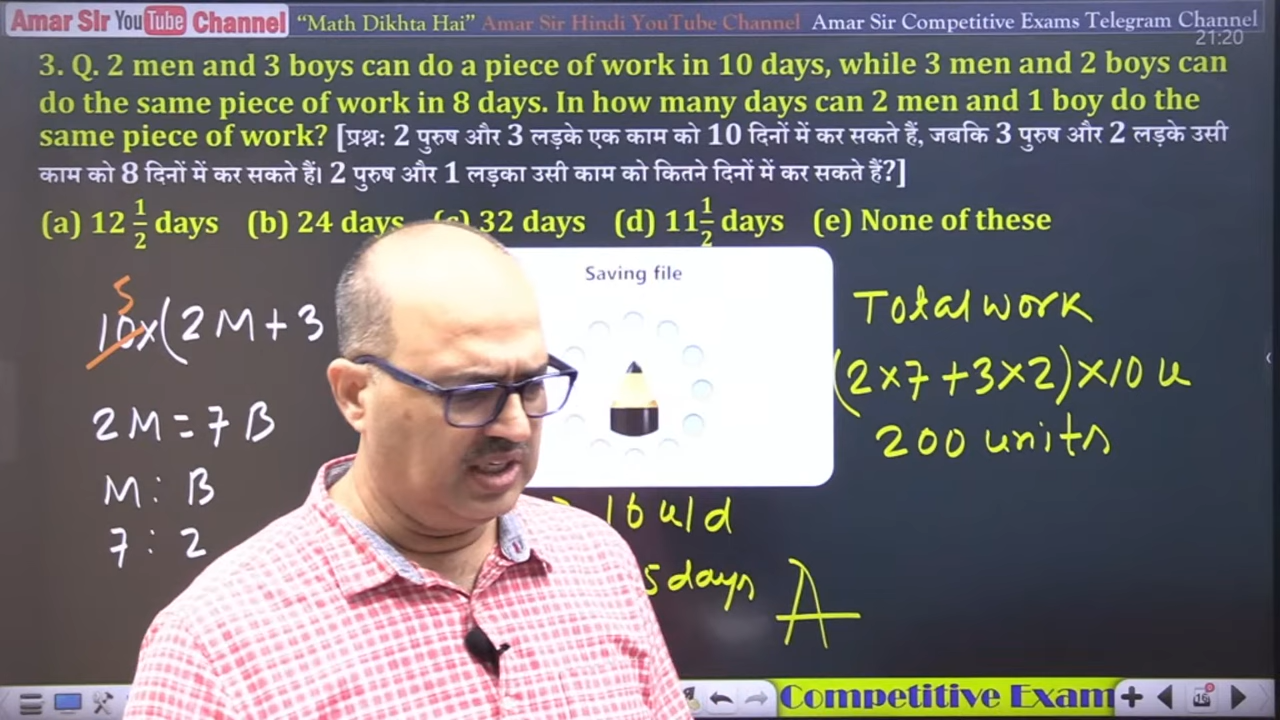 Amar Sir YouTube Channel "Math Dikhta Hai" Amar Sir Hindi YouTube Channel Amar Sir Competitive Exams Telegram Channel
21:20
3. Q. 2 men and 3 boys can do a piece of work in 10 days, while 3 men and 2 boys can
do the same piece of work in 8 days. In how many days can 2 men and 1 boy do the
same piece of work? [प्रश्न: 2 पुरुष और 3 लड़के एक काम को 10 दिनों में कर सकते हैं, जबकि 3 पुरुष और 2 लड़के उसी
काम को 8 दिनों में कर सकते हैं। 2 पुरुष और 1 लड़का उसी काम को कितने दिनों में कर सकते हैं?]
(a) 12 1/2 days (b) 24 days (c) 32 days (d) 11 1/2 days (e) None of these
Saving file
5
10x(2M+3
2M=7B
M: B
7: 2
Total work
(2x7+3x2)x10 u
200 units
16 u/d
5 days A
Competitive Exam
16